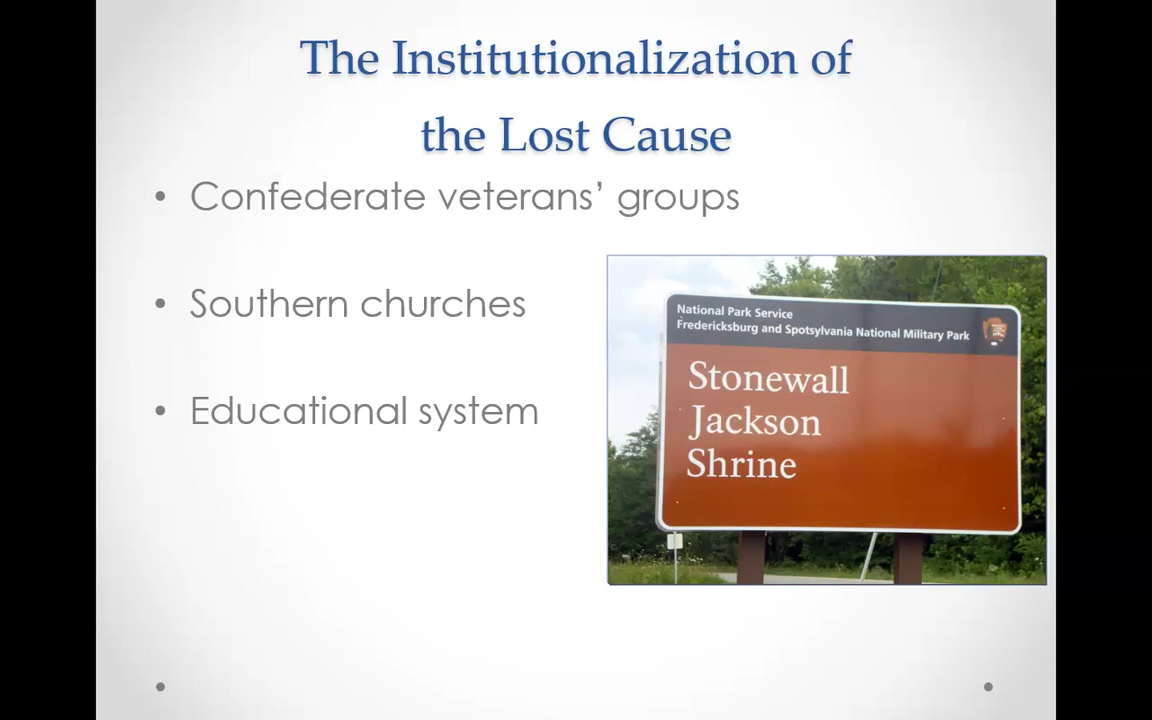 The Institutionalization of
the Lost Cause
• Confederate veterans’ groups
• Southern churches
• Educational system
National Park Service
Fredericksburg and Spotsylvania National Military Park
Stonewall
Jackson
Shrine